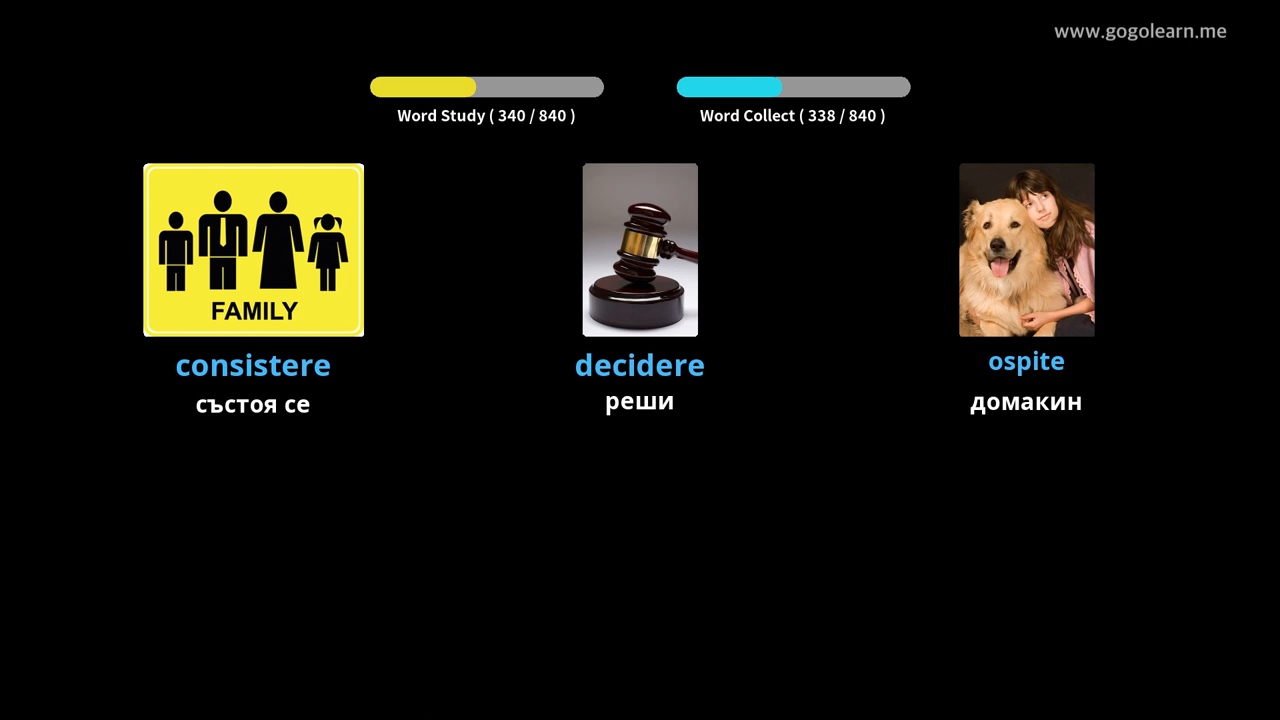 www.gogolearn.me
Word Study ( 340 / 840 )
Word Collect ( 338 / 840 )
FAMILY
consistere
decidere
ospite
състоя се
реши
домакин